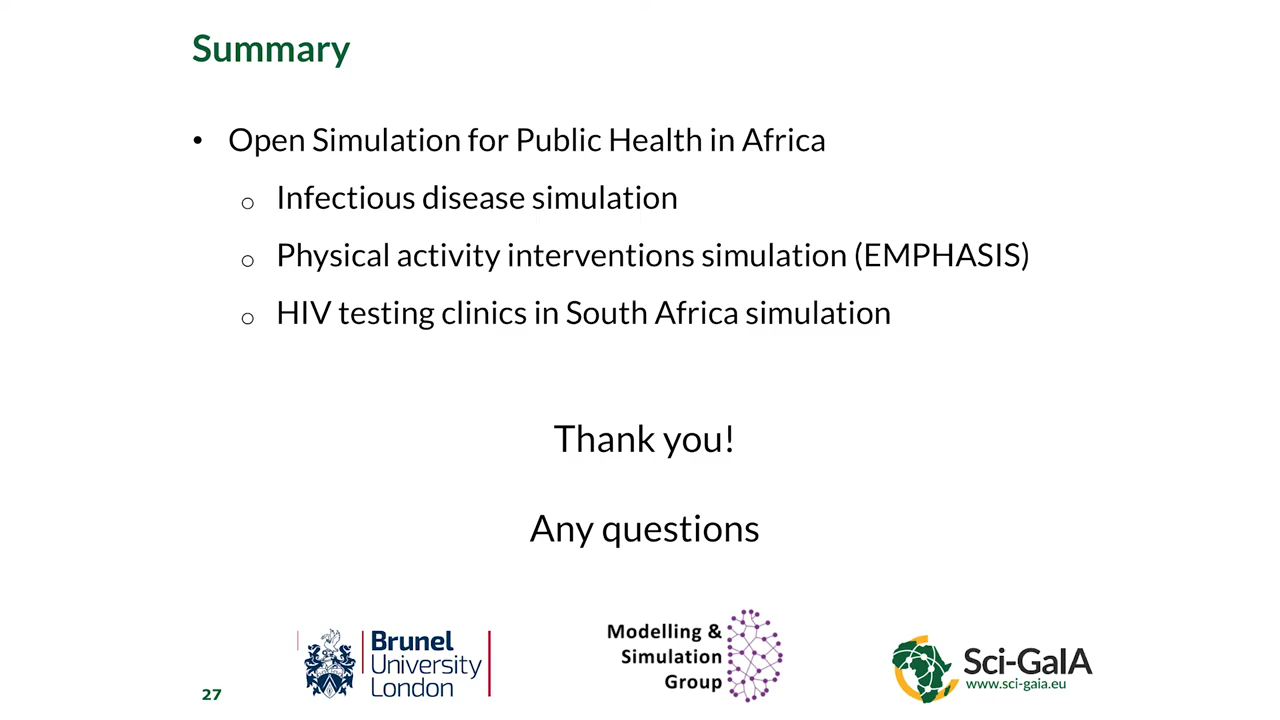 Summary
• Open Simulation for Public Health in Africa
o Infectious disease simulation
o Physical activity interventions simulation (EMPHASIS)
o HIV testing clinics in South Africa simulation
Thank you!
Any questions
27
Brunel
University
London
Modelling &
Simulation
Group
Sci-GaIA
www.sci-gaia.eu